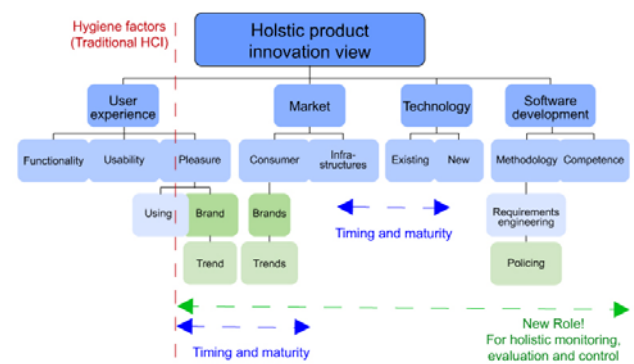 Hygiene factors
(Traditional HCI)
Holstic product
innovation view
User
experience
Market
Technology
Software
development
Functionality
Usability
Pleasure
Consumer
Infra-
structures
Existing
New
Methodology
Competence
Using
Brand
Brands
Requirements
engineering
Timing and maturity
Trend
Trends
Policing
New Role!
For holistic monitoring,
evaluation and control
Timing and maturity